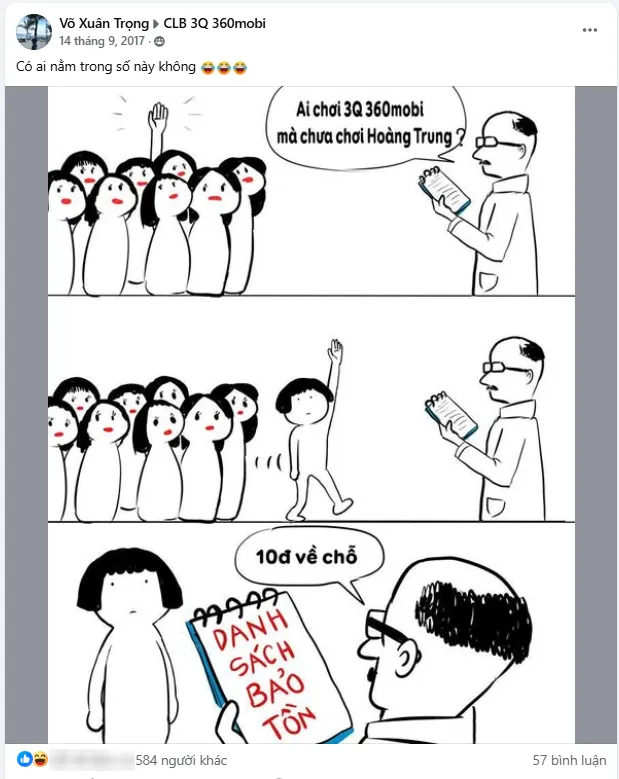 Võ Xuân Trọng ▸ CLB 3Q 360mobi
14 tháng 9, 2017 ·
Có ai nằm trong số này không 😂😂😂
Ai chơi 3Q 360mobi
mà chưa chơi Hoàng Trung ?
10đ về chỗ
DANH
SÁCH
BẢO
TỒN
584 người khác
57 bình luận